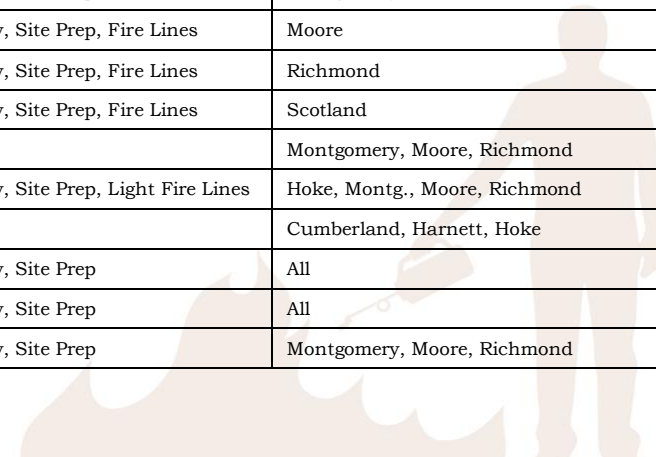 , Site Prep, Fire Lines Moore
, Site Prep, Fire Lines Richmond
, Site Prep, Fire Lines Scotland
Montgomery, Moore, Richmond
, Site Prep, Light Fire Lines Hoke, Montg., Moore, Richmond
Cumberland, Harnett, Hoke
, Site Prep All
, Site Prep All
, Site Prep Montgomery, Moore, Richmond